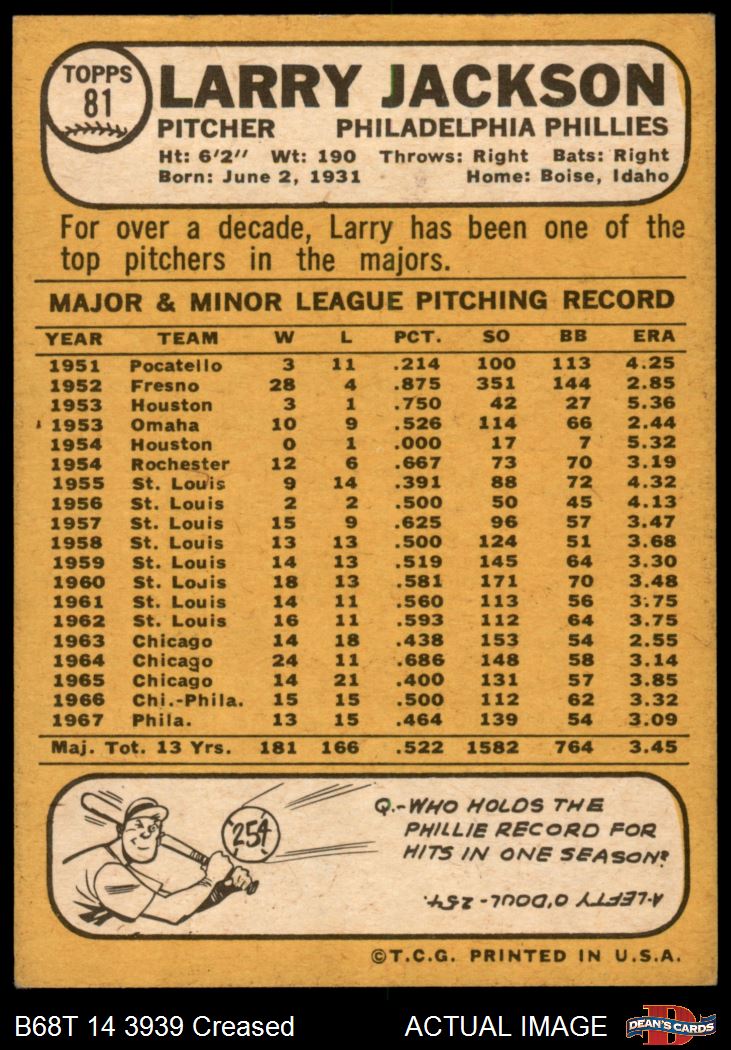 TOPPS
81
LARRY JACKSON
PITCHER PHILADELPHIA PHILLIES
Ht: 6'2" Wt: 190 Throws: Right Bats: Right
Born: June 2, 1931 Home: Boise, Idaho
For over a decade, Larry has been one of the
top pitchers in the majors.
MAJOR & MINOR LEAGUE PITCHING RECORD
YEAR TEAM W L PCT. SO BB ERA
1951 Pocatello 3 11 .214 100 113 4.25
1952 Fresno 28 4 .875 351 144 2.85
1953 Houston 3 1 .750 42 27 5.36
1953 Omaha 10 9 .526 114 66 2.44
1954 Houston 0 1 .000 17 7 5.32
1954 Rochester 12 6 .667 73 70 3.19
1955 St. Louis 9 14 .391 88 72 4.32
1956 St. Louis 2 2 .500 50 45 4.13
1957 St. Louis 15 9 .625 96 57 3.47
1958 St. Louis 13 13 .500 124 51 3.68
1959 St. Louis 14 13 .519 145 64 3.30
1960 St. Louis 18 13 .581 171 70 3.48
1961 St. Louis 14 11 .560 113 56 3.75
1962 St. Louis 16 11 .593 112 64 3.75
1963 Chicago 14 18 .438 153 54 2.55
1964 Chicago 24 11 .686 148 58 3.14
1965 Chicago 14 21 .400 131 57 3.85
1966 Chi.-Phila. 15 15 .500 112 62 3.32
1967 Phila. 13 15 .464 139 54 3.09
Maj. Tot. 13 Yrs. 181 166 .522 1582 764 3.45
254
Q.-WHO HOLDS THE
PHILLIE RECORD FOR
HITS IN ONE SEASON?
A-LEFTY O'DOUL - 254.
©T.C.G. PRINTED IN U.S.A.
B68T 14 3939 Creased ACTUAL IMAGE
D
DEAN'S CARDS